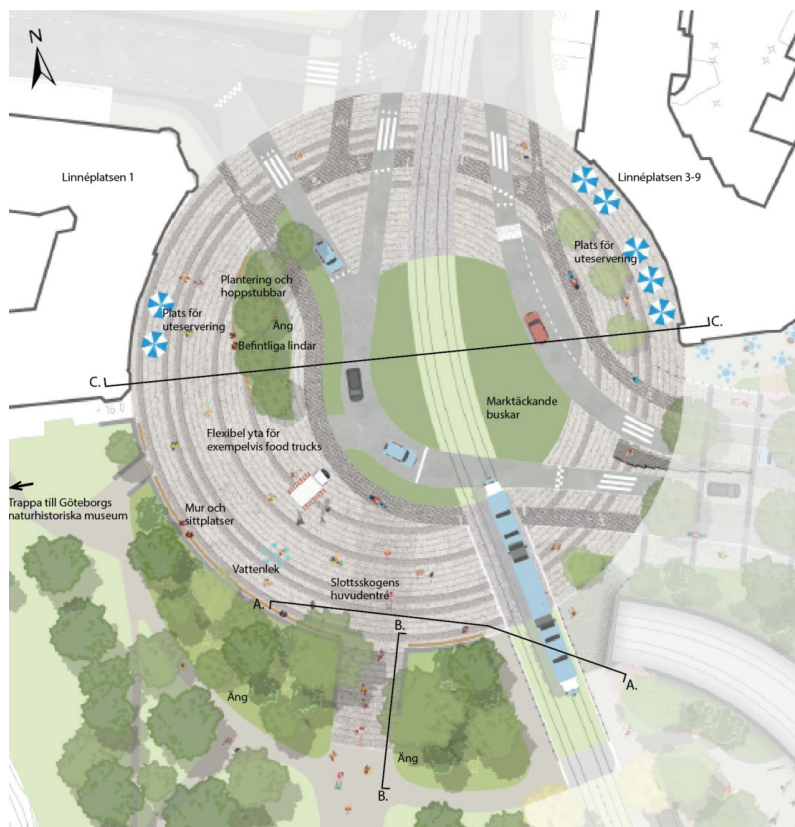 N
Linnéplatsen 1
Linnéplatsen 3-9
Plats för
uteservering
Plantering och
hoppstubbar
Plats för
uteservering
Äng
Befintliga lindar
C.
C.
Marktäckande
buskar
Flexibel yta för
exempelvis food trucks
Trappa till Göteborgs
naturhistoriska museum
Mur och
sittplatser
Vattenlek
Slottsskogens
huvudentré
A.
B.
A.
Äng
Äng
B.